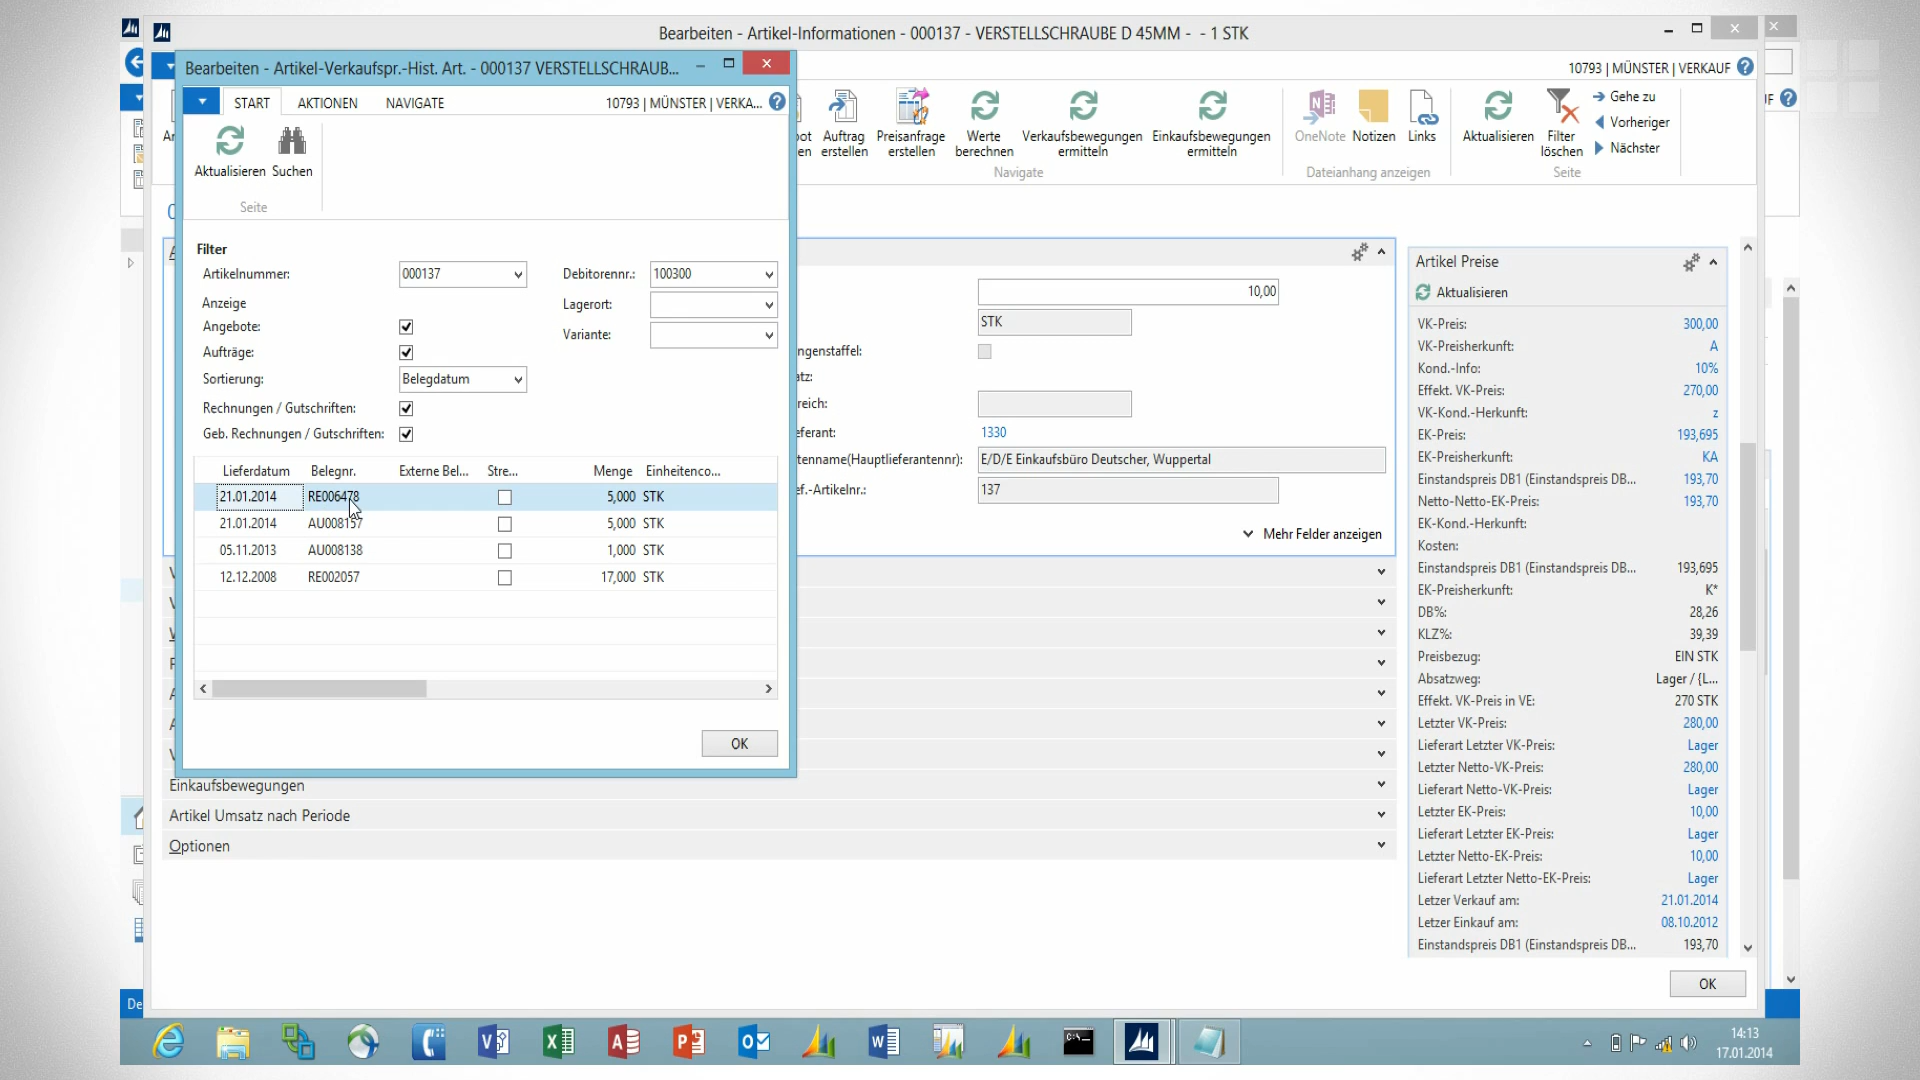 Bearbeiten - Artikel-Informationen - 000137 - VERSTELLSCHRAUBE D 45MM - - 1 STK
10793 | MÜNSTER | VERKAUF
Auftrag erstellen
Preisanfrage erstellen
Werte berechnen
Verkaufsbewegungen ermitteln
Einkaufsbewegungen ermitteln
Navigate
OneNote
Notizen
Links
Dateianhang anzeigen
Aktualisieren
Filter löschen
Gehe zu
Vorheriger
Nächster
Seite
Bearbeiten - Artikel-Verkaufspr.-Hist. Art. - 000137 VERSTELLSCHRAUB...
START AKTIONEN NAVIGATE
10793 | MÜNSTER | VERKA...
Aktualisieren Suchen
Seite
Filter
Artikelnummer: 000137 Debitorennr.: 100300
Anzeige Lagerort:
Angebote: Variante:
Aufträge:
Sortierung: Belegdatum
Rechnungen / Gutschriften:
Geb. Rechnungen / Gutschriften:
Lieferdatum Belegnr. Externe Bel... Stre... Menge Einheitenco...
21.01.2014 RE006478 5,000 STK
21.01.2014 AU008157 5,000 STK
05.11.2013 AU008138 1,000 STK
12.12.2008 RE002057 17,000 STK
OK
10,00
STK
ngenstaffel:
atz:
reich:
eferant: 1330
tenname(Hauptlieferantennr): E/D/E Einkaufsbüro Deutscher, Wuppertal
ef.-Artikelnr.: 137
Mehr Felder anzeigen
Einkaufsbewegungen
Artikel Umsatz nach Periode
Optionen
Artikel Preise
Aktualisieren
VK-Preis: 300,00
VK-Preisherkunft: A
Kond.-Info: 10%
Effekt. VK-Preis: 270,00
VK-Kond.-Herkunft: z
EK-Preis: 193,695
EK-Preisherkunft: KA
Einstandspreis DB1 (Einstandspreis DB... 193,70
Netto-Netto-EK-Preis: 193,70
EK-Kond.-Herkunft:
Kosten:
Einstandspreis DB1 (Einstandspreis DB... 193,695
EK-Preisherkunft: K*
DB%: 28,26
KLZ%: 39,39
Preisbezug: EIN STK
Absatzweg: Lager / {L...
Effekt. VK-Preis in VE: 270 STK
Letzter VK-Preis: 280,00
Lieferart Letzter VK-Preis: Lager
Letzter Netto-VK-Preis: 280,00
Lieferart Netto-VK-Preis: Lager
Letzter EK-Preis: 10,00
Lieferart Letzter EK-Preis: Lager
Letzter Netto-EK-Preis: 10,00
Lieferart Letzter Netto-EK-Preis: Lager
Letzer Verkauf am: 21.01.2014
Letzer Einkauf am: 08.10.2012
Einstandspreis DB1 (Einstandspreis DB... 193,70
OK
De
14:13
17.01.2014